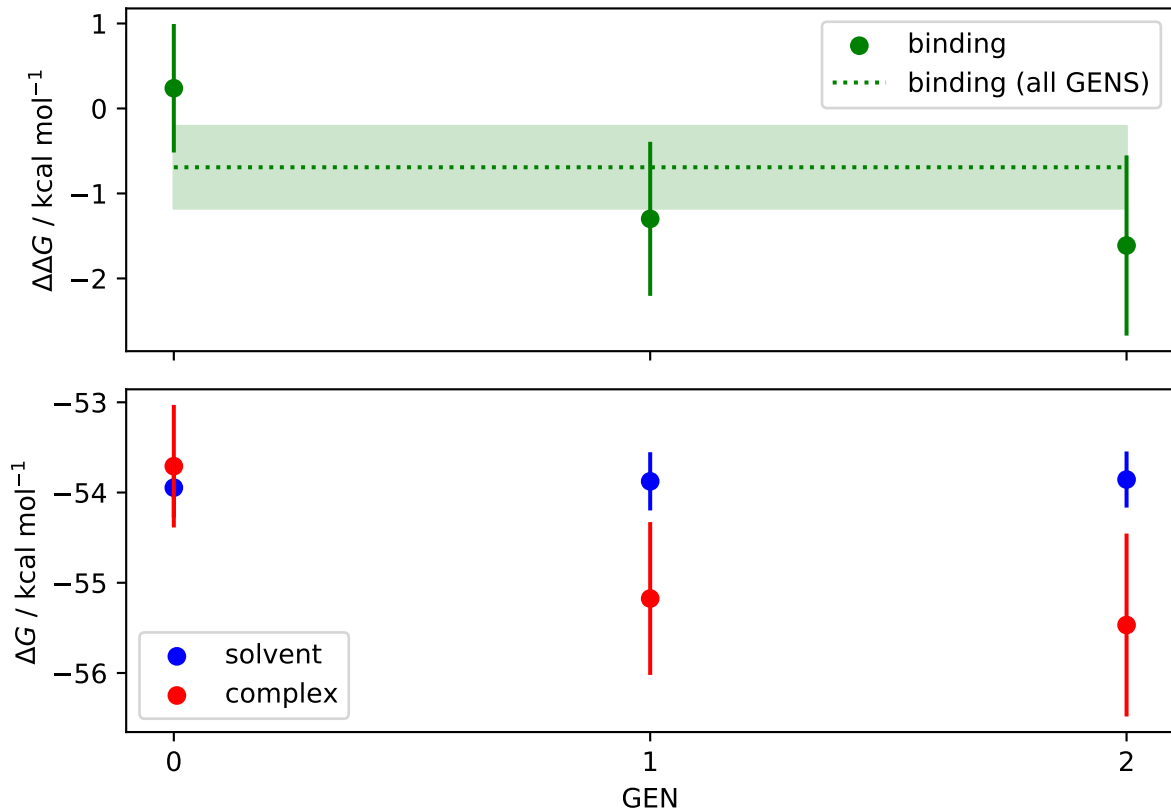 1
0
−1
−2
ΔΔG / kcal mol⁻¹
binding
binding (all GENS)
−53
−54
−55
−56
ΔG / kcal mol⁻¹
solvent
complex
0
1
2
GEN